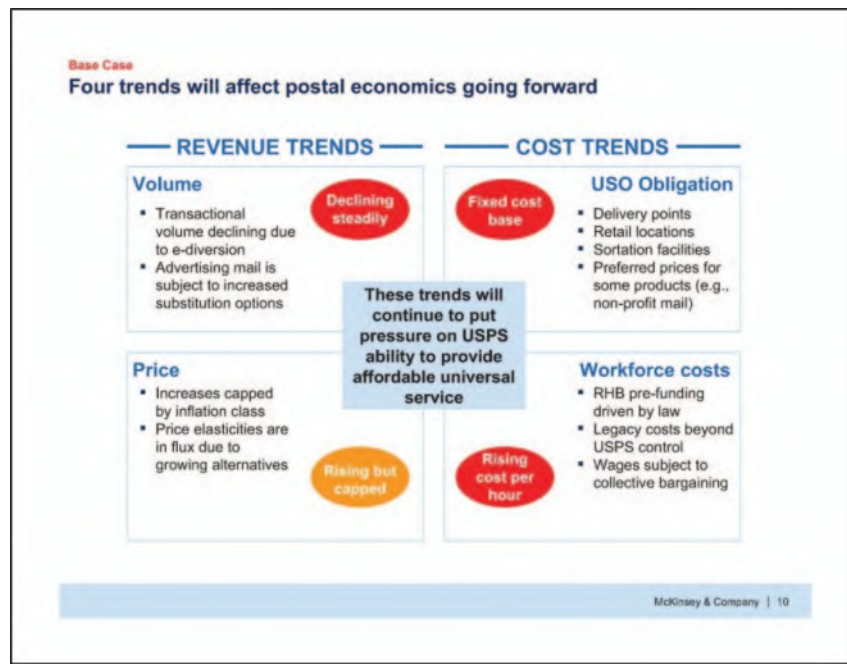 Base Case
Four trends will affect postal economics going forward
REVENUE TRENDS
COST TRENDS
Volume
▪ Transactional
volume declining due
to e-diversion
▪ Advertising mail is
subject to increased
substitution options
Declining
steadily
Fixed cost
base
USO Obligation
▪ Delivery points
▪ Retail locations
▪ Sortation facilities
▪ Preferred prices for
some products (e.g.,
non-profit mail)
These trends will
continue to put
pressure on USPS
ability to provide
affordable universal
service
Price
▪ Increases capped
by inflation class
▪ Price elasticities are
in flux due to
growing alternatives
Rising but
capped
Rising
cost per
hour
Workforce costs
▪ RHB pre-funding
driven by law
▪ Legacy costs beyond
USPS control
▪ Wages subject to
collective bargaining
McKinsey & Company | 10